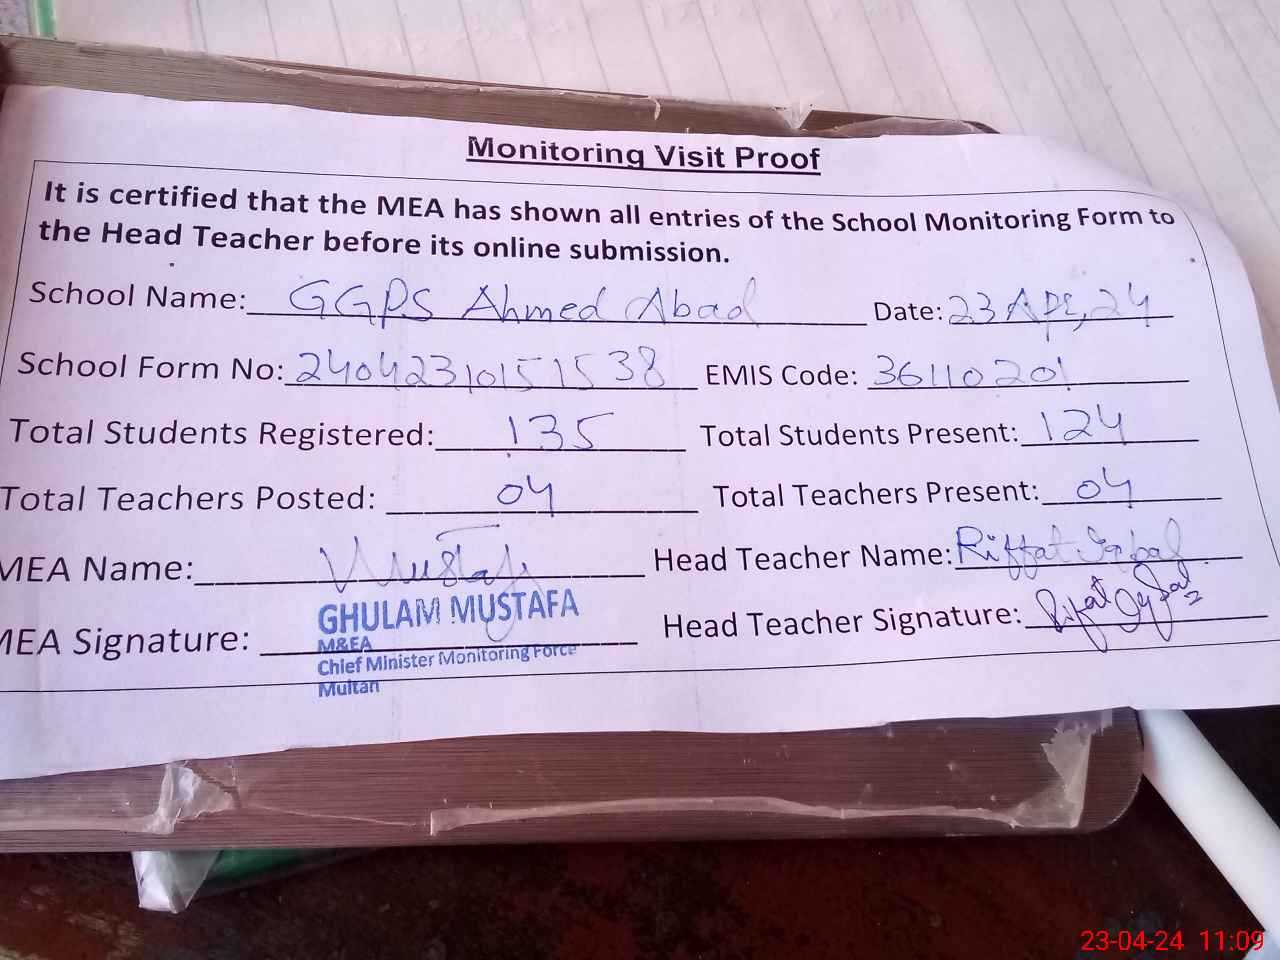 Monitoring Visit Proof
It is certified that the MEA has shown all entries of the School Monitoring Form to
the Head Teacher before its online submission.
School Name: GGPS Ahmed Abad Date: 23 Apr, 24
School Form No: 24042310151538 EMIS Code: 36110201
Total Students Registered: 135 Total Students Present: 124
Total Teachers Posted: 04 Total Teachers Present: 04
MEA Name: Mustafa Head Teacher Name: Riffat Iqbal
GHULAM MUSTAFA
MEA Signature: Head Teacher Signature: Rifat Iqbal
M&EA
Chief Minister Monitoring Force
Multan
23-04-24 11:09